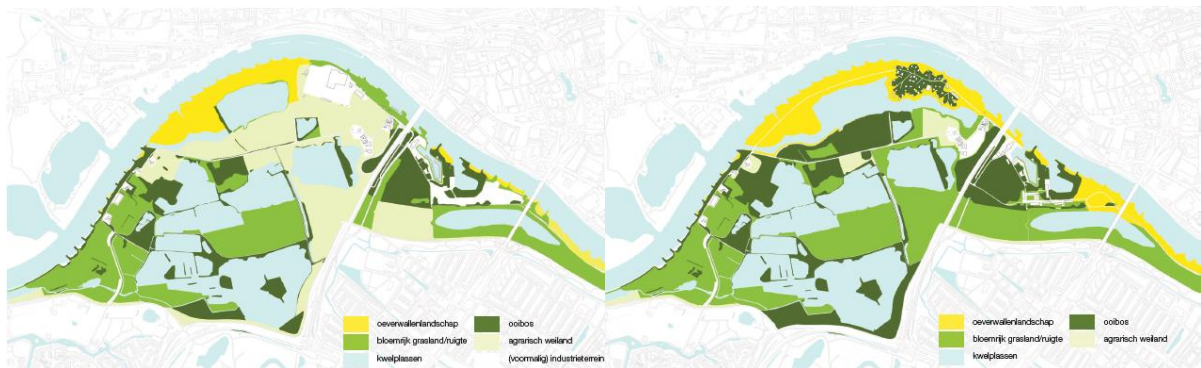 oeverwallenlandschap
ooibos
bloemrijk grasland/ruigte
agrarisch weiland
kwelplassen
(voormalig) industrieterrein
oeverwallenlandschap
ooibos
bloemrijk grasland/ruigte
agrarisch weiland
kwelplassen